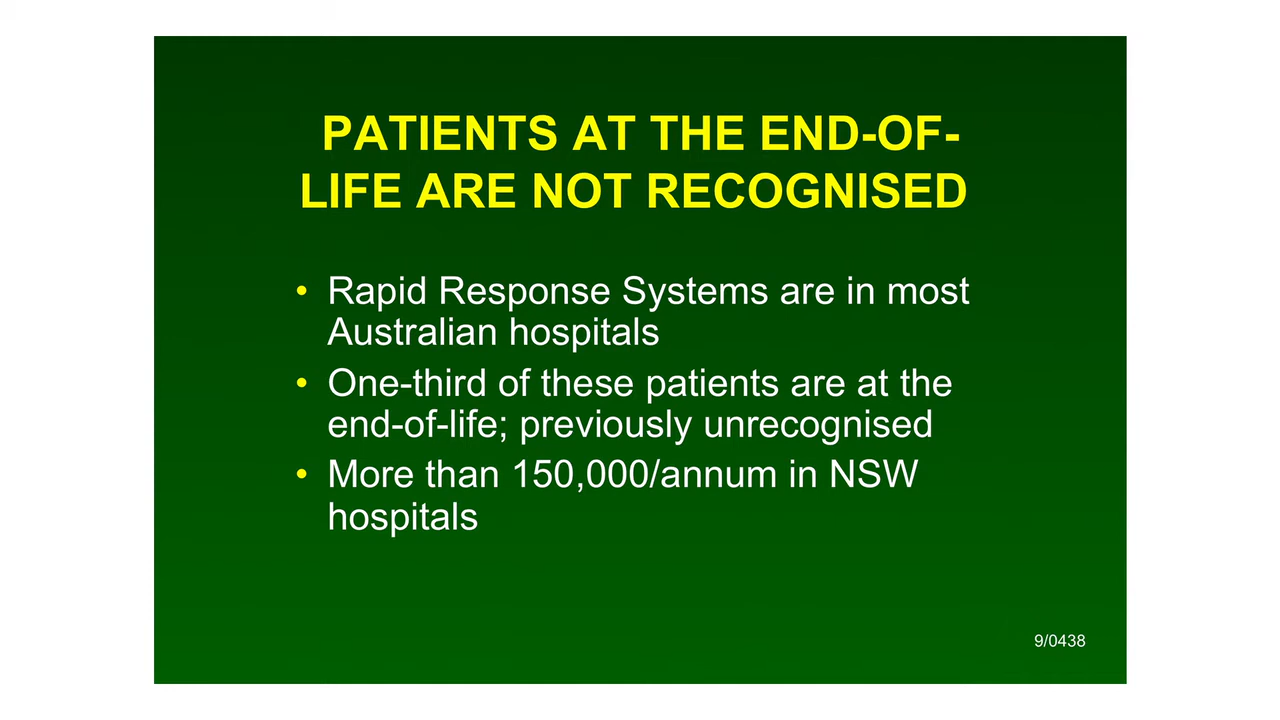 PATIENTS AT THE END-OF-
LIFE ARE NOT RECOGNISED
• Rapid Response Systems are in most
Australian hospitals
• One-third of these patients are at the
end-of-life; previously unrecognised
• More than 150,000/annum in NSW
hospitals
9/0438